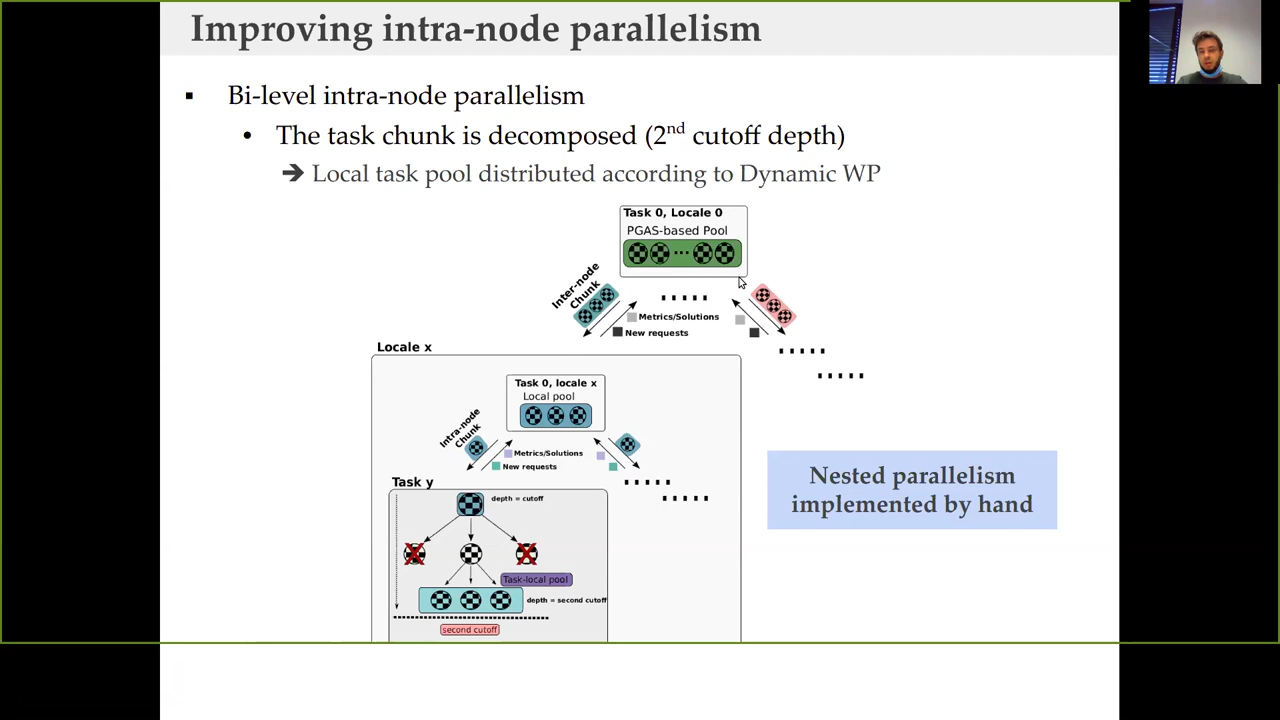 Improving intra-node parallelism
▪ Bi-level intra-node parallelism
• The task chunk is decomposed (2nd cutoff depth)
➔ Local task pool distributed according to Dynamic WP
Task 0, Locale 0
PGAS-based Pool
Inter-node
Chunk
Metrics/Solutions
New requests
Locale x
Task 0, locale x
Local pool
Intra-node
Chunk
Metrics/Solutions
New requests
Task y
depth = cutoff
Task-local pool
depth = second cutoff
second cutoff
Nested parallelism
implemented by hand